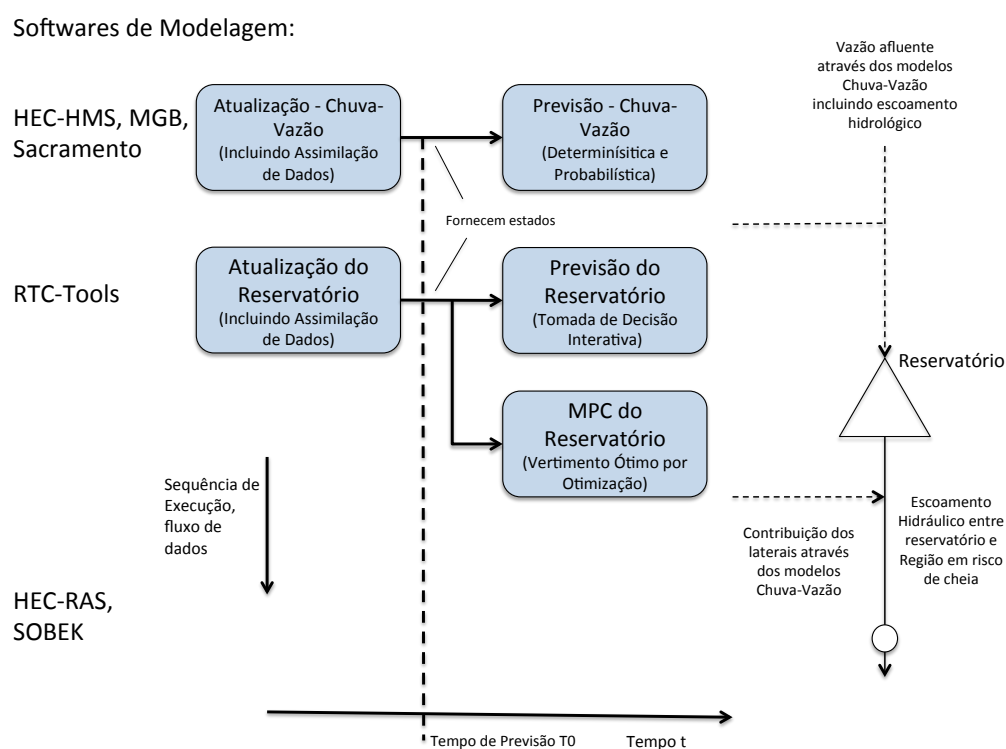 Softwares de Modelagem:
HEC-HMS, MGB,
Sacramento
Atualização - Chuva-
Vazão
(Incluindo Assimilação
de Dados)
Previsão - Chuva-
Vazão
(Determinísitica e
Probabilística)
Vazão afluente
através dos modelos
Chuva-Vazão
incluindo escoamento
hidrológico
Fornecem estados
RTC-Tools
Atualização do
Reservatório
(Incluindo Assimilação
de Dados)
Previsão do
Reservatório
(Tomada de Decisão
Interativa)
Reservatório
MPC do
Reservatório
(Vertimento Ótimo por
Otimização)
Sequência de
Execução,
fluxo de
dados
Contribuição dos
laterais através
dos modelos
Chuva-Vazão
Escoamento
Hidráulico entre
reservatório e
Região em risco
de cheia
HEC-RAS,
SOBEK
Tempo de Previsão T0
Tempo t